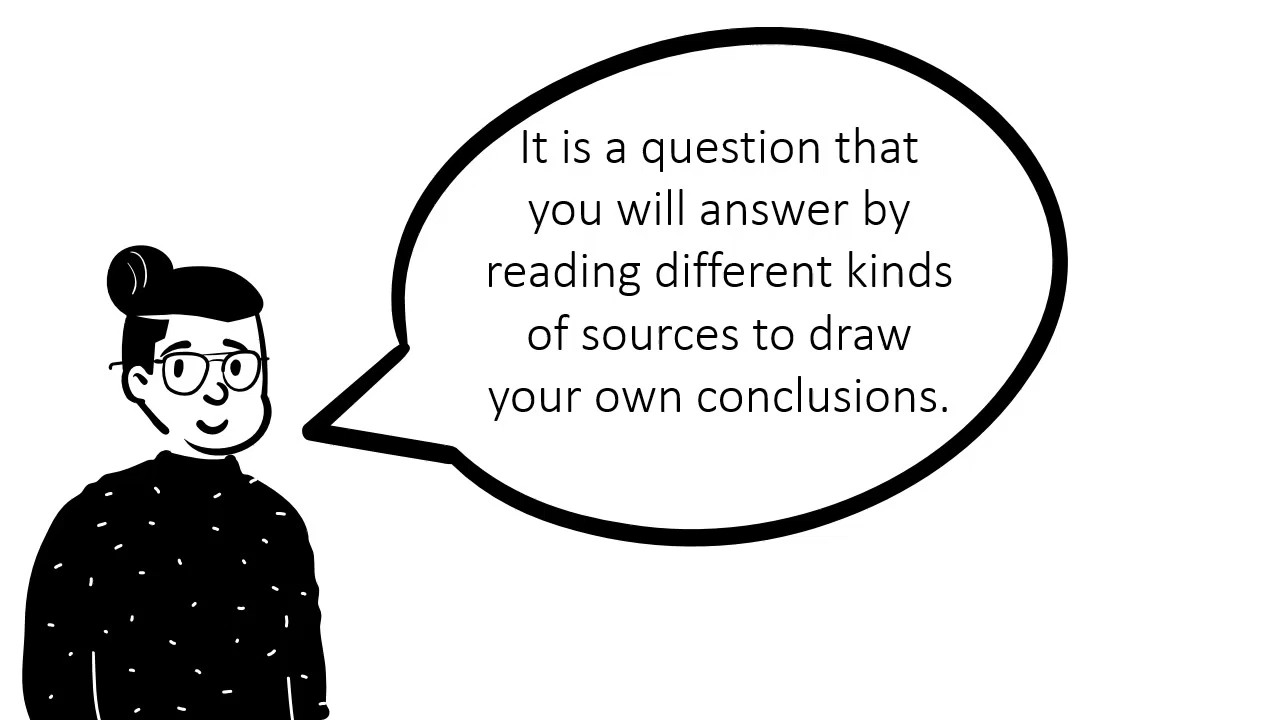 It is a question that
you will answer by
reading different kinds
of sources to draw
your own conclusions.